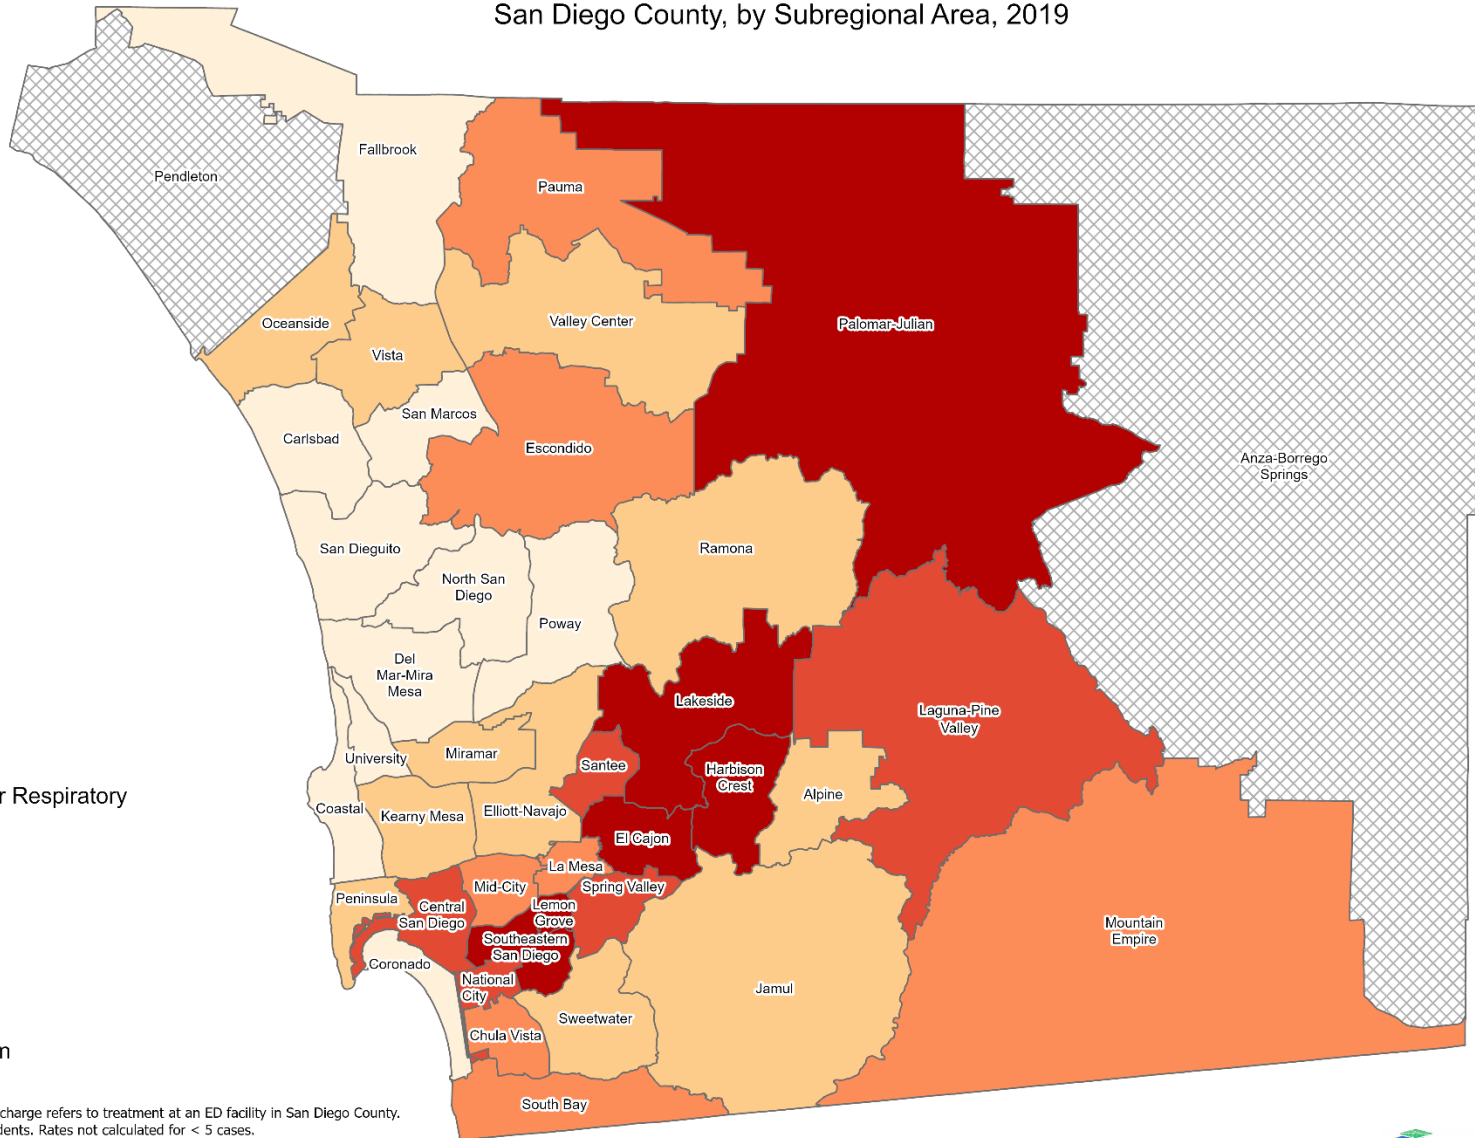 San Diego County, by Subregional Area, 2019
Fallbrook
Pendleton
Pauma
Oceanside
Valley Center
Palomar-Julian
Vista
San Marcos
Carlsbad
Escondido
Anza-Borrego
Springs
San Dieguito
Ramona
North San
Diego
Poway
Del
Mar-Mira
Mesa
Lakeside
Laguna-Pine
Valley
University
Miramar
Santee
Harbison
Crest
r Respiratory
Coastal
Kearny Mesa
Elliott-Navajo
Alpine
El Cajon
La Mesa
Mid-City
Spring Valley
Peninsula
Central
San Diego
Lemon
Grove
Southeastern
San Diego
Mountain
Empire
Coronado
National
City
Jamul
Sweetwater
Chula Vista
South Bay
charge refers to treatment at an ED facility in San Diego County.
dents. Rates not calculated for < 5 cases.